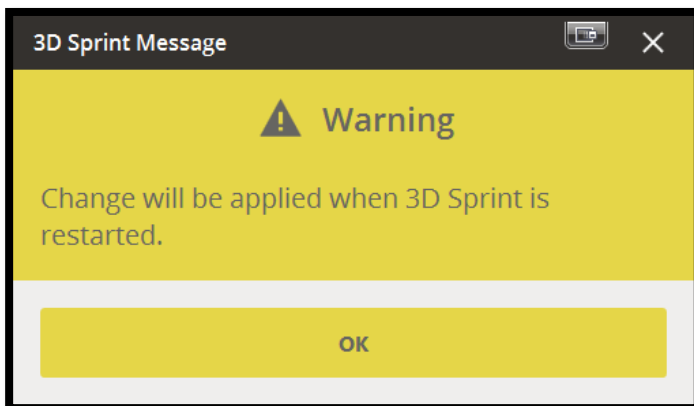 3D Sprint Message
Warning
Change will be applied when 3D Sprint is
restarted.
OK